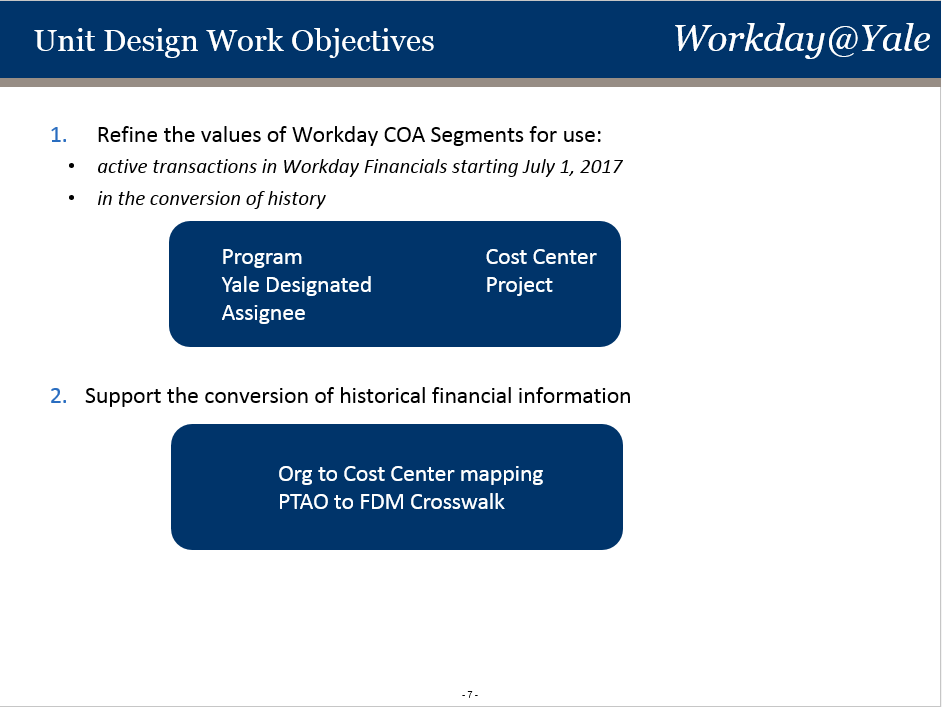 Unit Design Work Objectives
Workday@Yale
1. Refine the values of Workday COA Segments for use:
• active transactions in Workday Financials starting July 1, 2017
• in the conversion of history
Program
Yale Designated
Assignee
Cost Center
Project
2. Support the conversion of historical financial information
Org to Cost Center mapping
PTAO to FDM Crosswalk
- 7 -